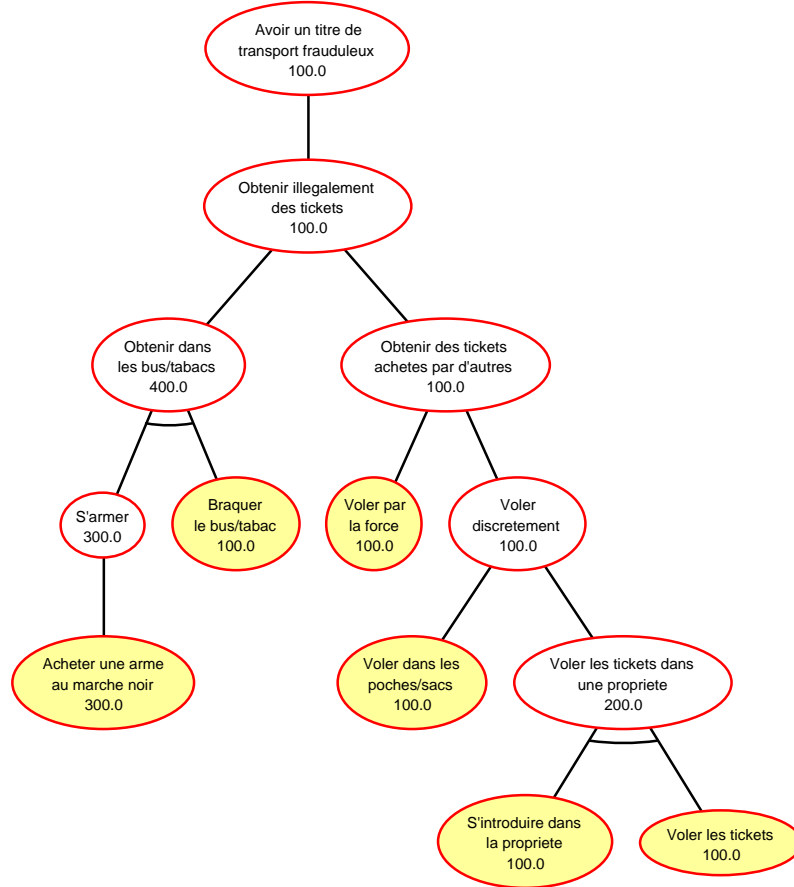 Avoir un titre de
transport frauduleux
100.0
Obtenir illegalement
des tickets
100.0
Obtenir dans
les bus/tabacs
400.0
Obtenir des tickets
achetes par d'autres
100.0
S'armer
300.0
Braquer
le bus/tabac
100.0
Voler par
la force
100.0
Voler
discretement
100.0
Acheter une arme
au marche noir
300.0
Voler dans les
poches/sacs
100.0
Voler les tickets dans
une propriete
200.0
S'introduire dans
la propriete
100.0
Voler les tickets
100.0